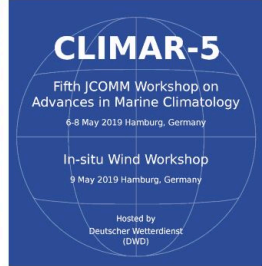 CLIMAR-5
Fifth JCOMM Workshop on
Advances in Marine Climatology
6-8 May 2019 Hamburg, Germany
In-situ Wind Workshop
9 May 2019 Hamburg, Germany
Hosted by
Deutscher Wetterdienst
(DWD)